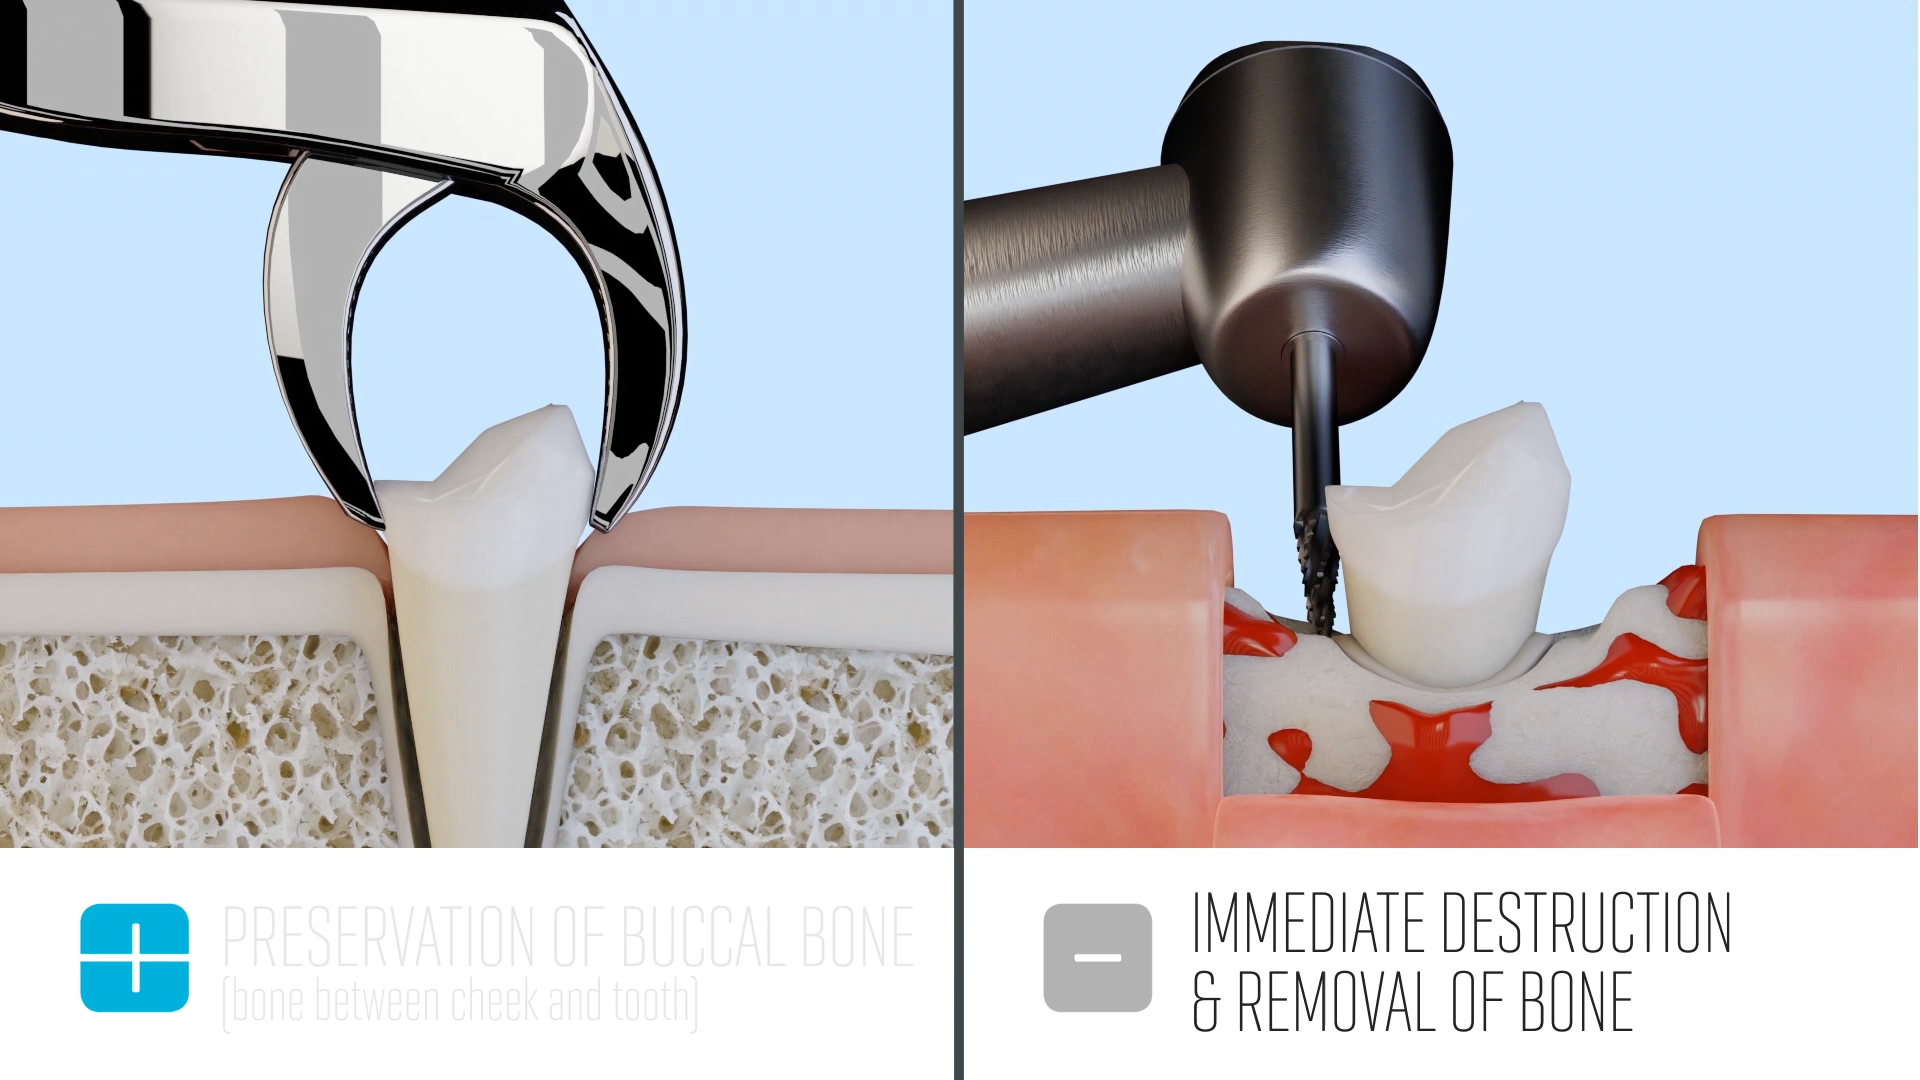 PRESERVATION OF BUCCAL BONE
(bone between cheek and tooth)
IMMEDIATE DESTRUCTION
& REMOVAL OF BONE